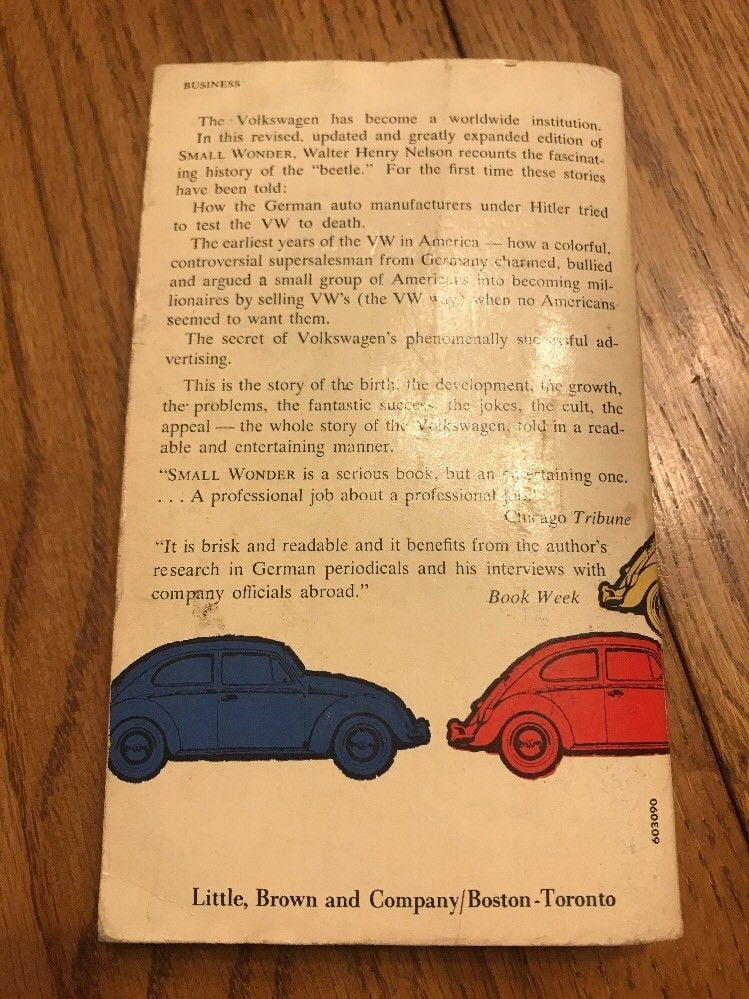 BUSINESS
The Volkswagen has become a worldwide institution.
In this revised, updated and greatly expanded edition of
SMALL WONDER, Walter Henry Nelson recounts the fascinat-
ing history of the "beetle." For the first time these stories
have been told:
How the German auto manufacturers under Hitler tried
to test the VW to death.
The earliest years of the VW in America — how a colorful,
controversial supersalesman from Germany charmed, bullied
and argued a small group of Americans into becoming mil-
lionaires by selling VW's (the VW way) when no Americans
seemed to want them.
The secret of Volkswagen's phenomenally successful ad-
vertising.
This is the story of the birth, the development, the growth,
the problems, the fantastic success, the jokes, the cult, the
appeal — the whole story of the Volkswagen, told in a read-
able and entertaining manner.
"SMALL WONDER is a serious book, but an entertaining one.
. . . A professional job about a professional job."
Chicago Tribune
"It is brisk and readable and it benefits from the author's
research in German periodicals and his interviews with
company officials abroad."
Book Week
603090
Little, Brown and Company/Boston-Toronto